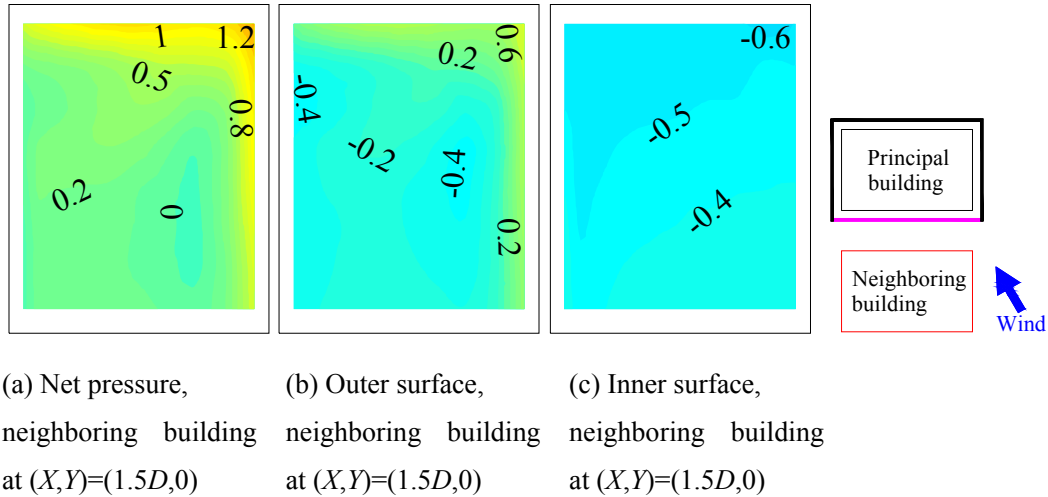 1
1.2
0.5
0.8
0.2
0
0.6
0.2
-0.4
-0.2
-0.4
0.2
-0.6
-0.5
-0.4
Principal
building
Neighboring
building
Wind
(a) Net pressure,
neighboring building
at (X,Y)=(1.5D,0)
(b) Outer surface,
neighboring building
at (X,Y)=(1.5D,0)
(c) Inner surface,
neighboring building
at (X,Y)=(1.5D,0)